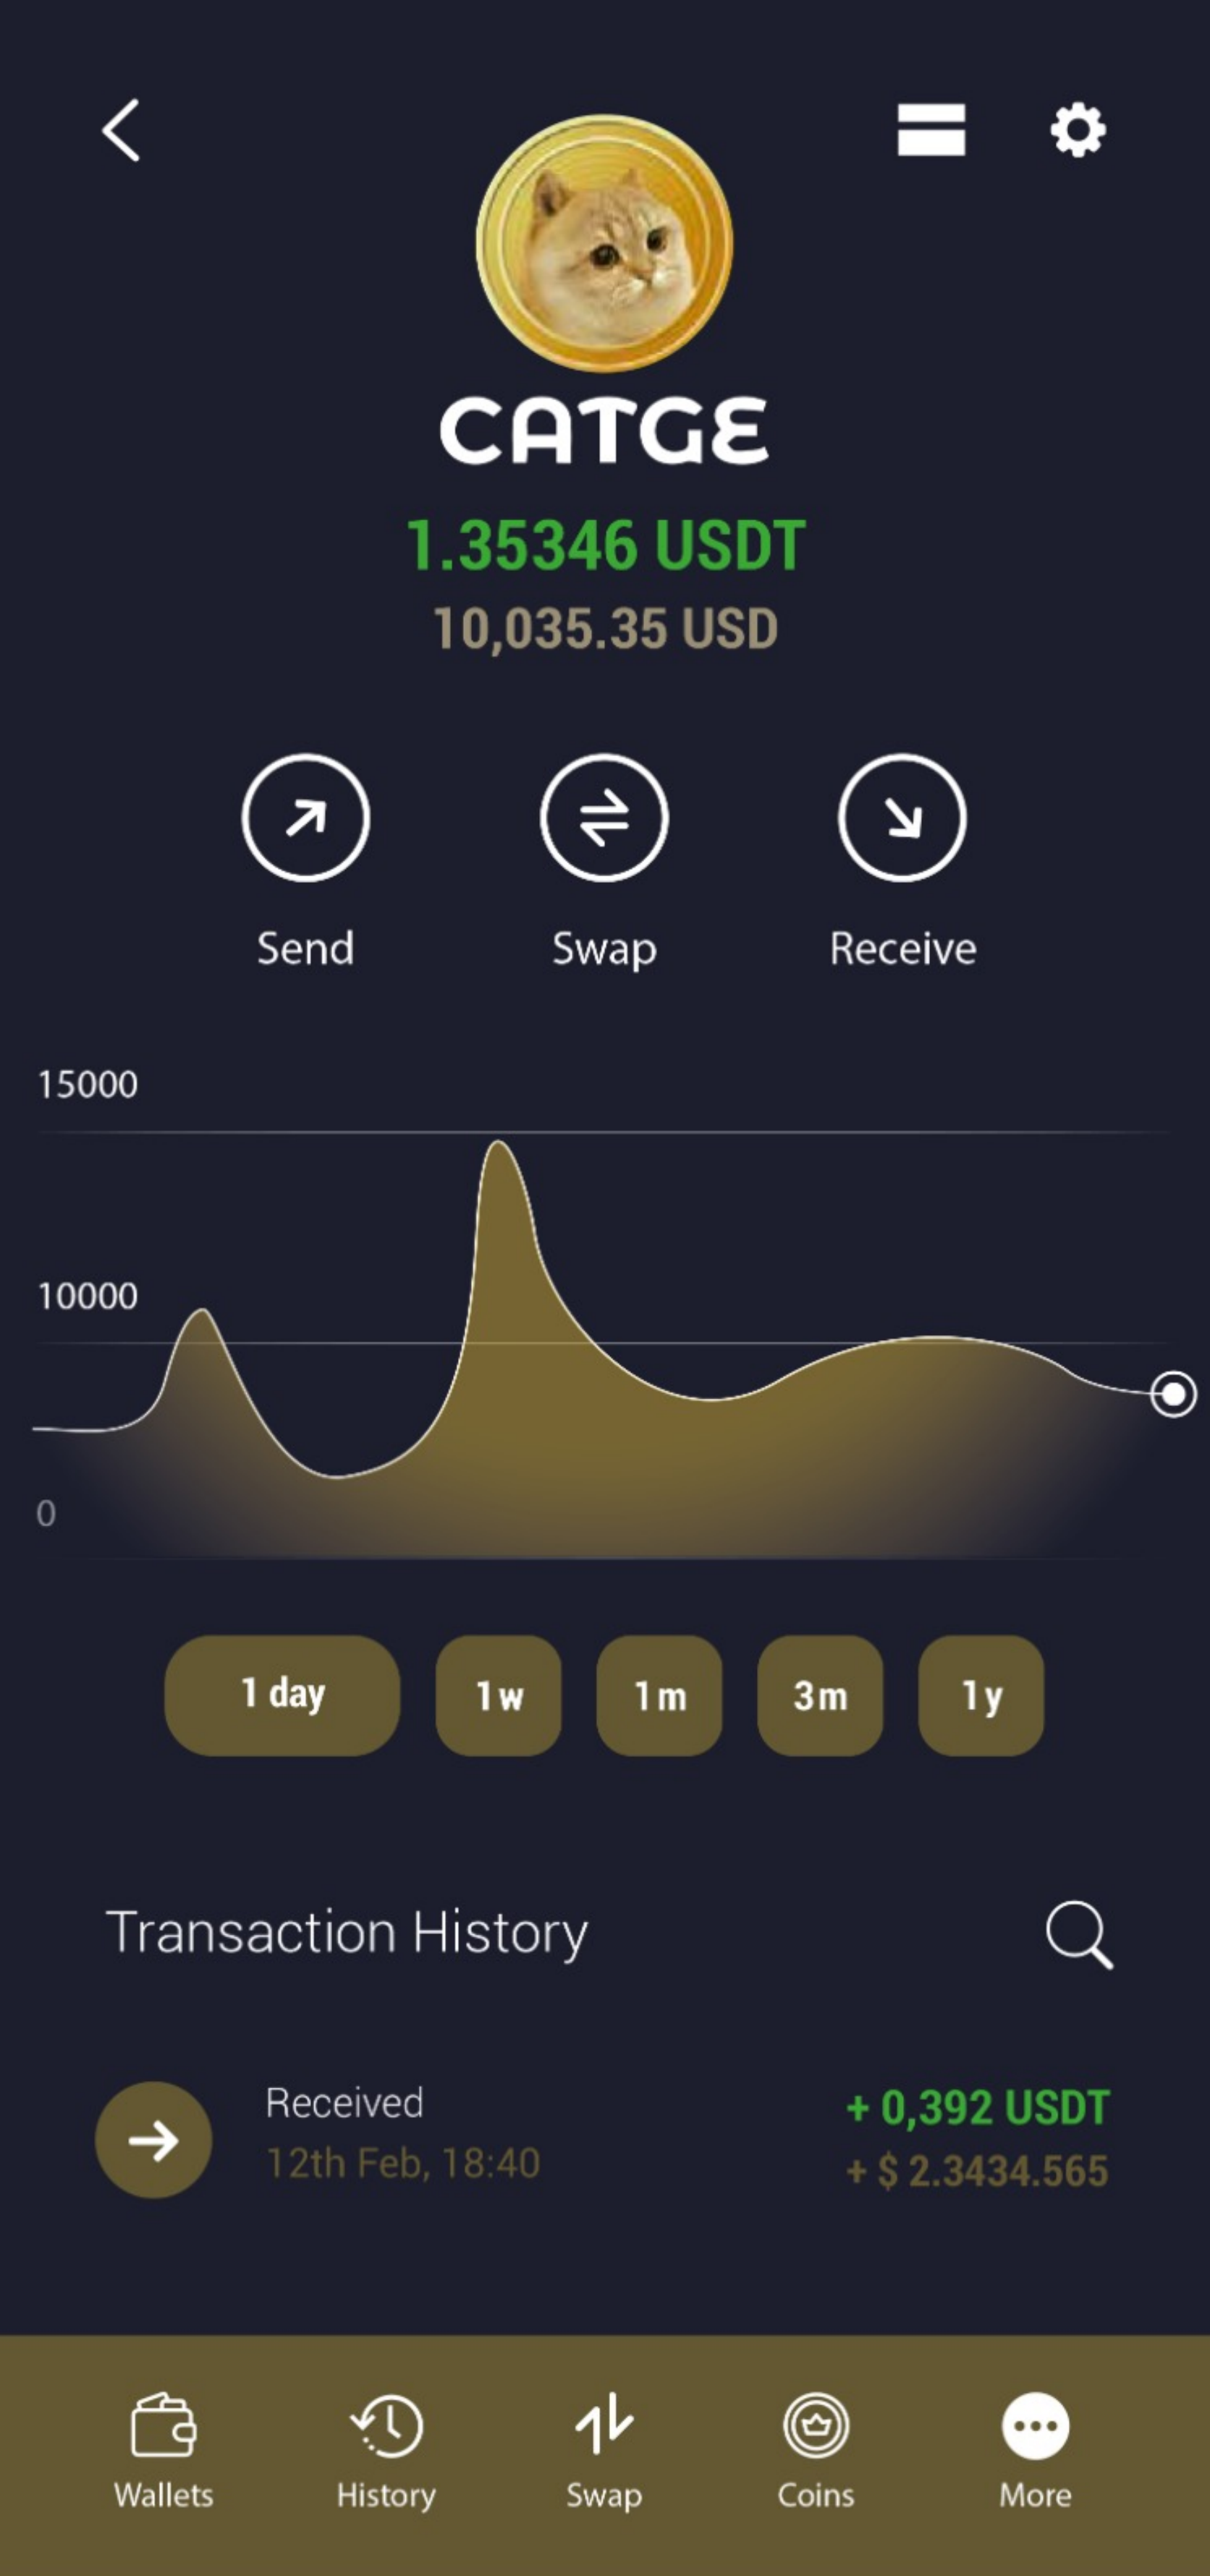 CATGE
1.35346 USDT
10,035.35 USD
Send Swap Receive
15000
10000
0
1 day 1w 1m 3m 1y
Transaction History
Received + 0,392 USDT
12th Feb, 18:40 + $ 2.3434.565
Wallets History Swap Coins More